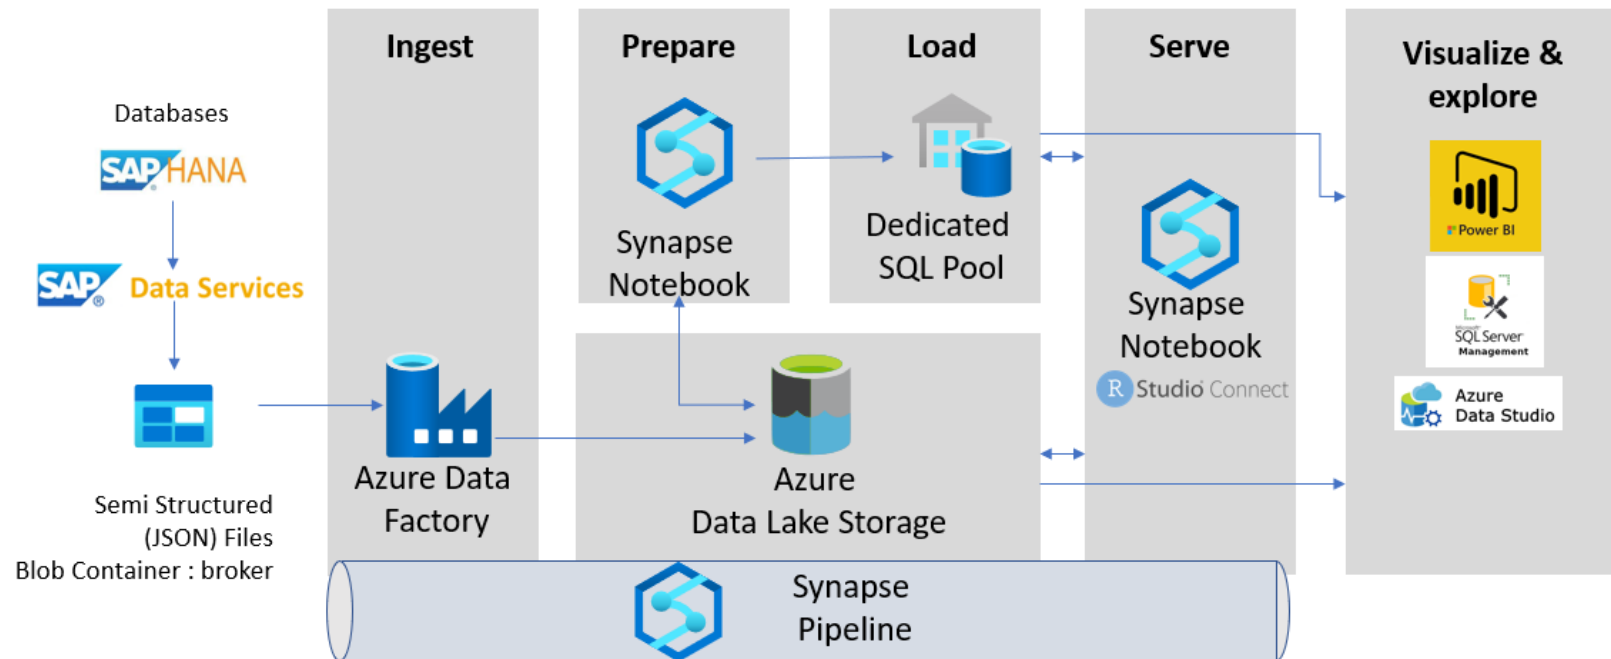 Databases
SAP HANA
SAP® Data Services
Semi Structured
(JSON) Files
Blob Container : broker
Ingest
Azure Data
Factory
Prepare
Synapse
Notebook
Load
Dedicated
SQL Pool
Azure
Data Lake Storage
Serve
Synapse
Notebook
R Studio Connect
Visualize &
explore
Power BI
Microsoft
SQL Server
Management
Azure
Data Studio
Synapse
Pipeline